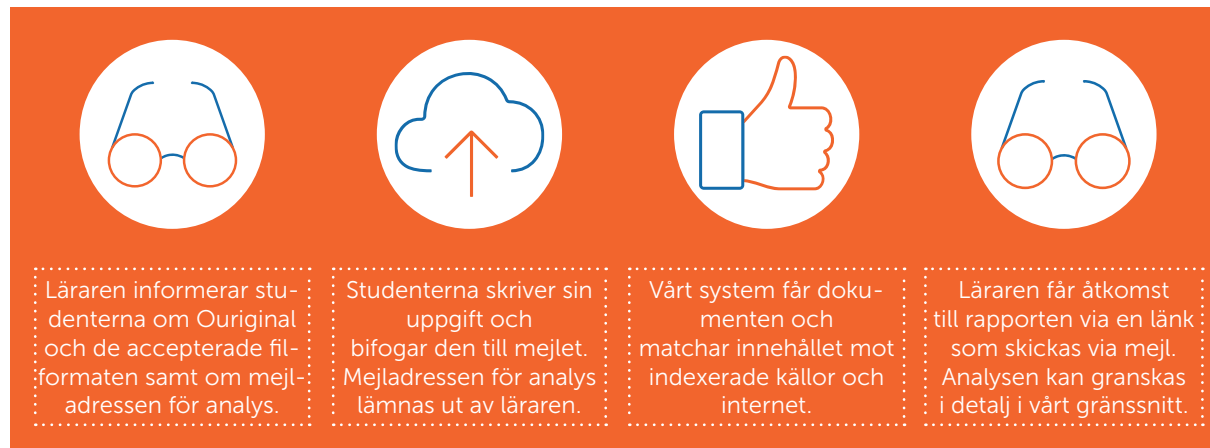 Läraren informerar stu-
denterna om Ouriginal
och de accepterade fil-
formaten samt om mejl-
adressen för analys.
Studenterna skriver sin
uppgift och
bifogar den till mejlet.
Mejladressen för analys
lämnas ut av läraren.
Vårt system får doku-
menten och
matchar innehållet mot
indexerade källor och
internet.
Läraren får åtkomst
till rapporten via en länk
som skickas via mejl.
Analysen kan granskas
i detalj i vårt gränssnitt.